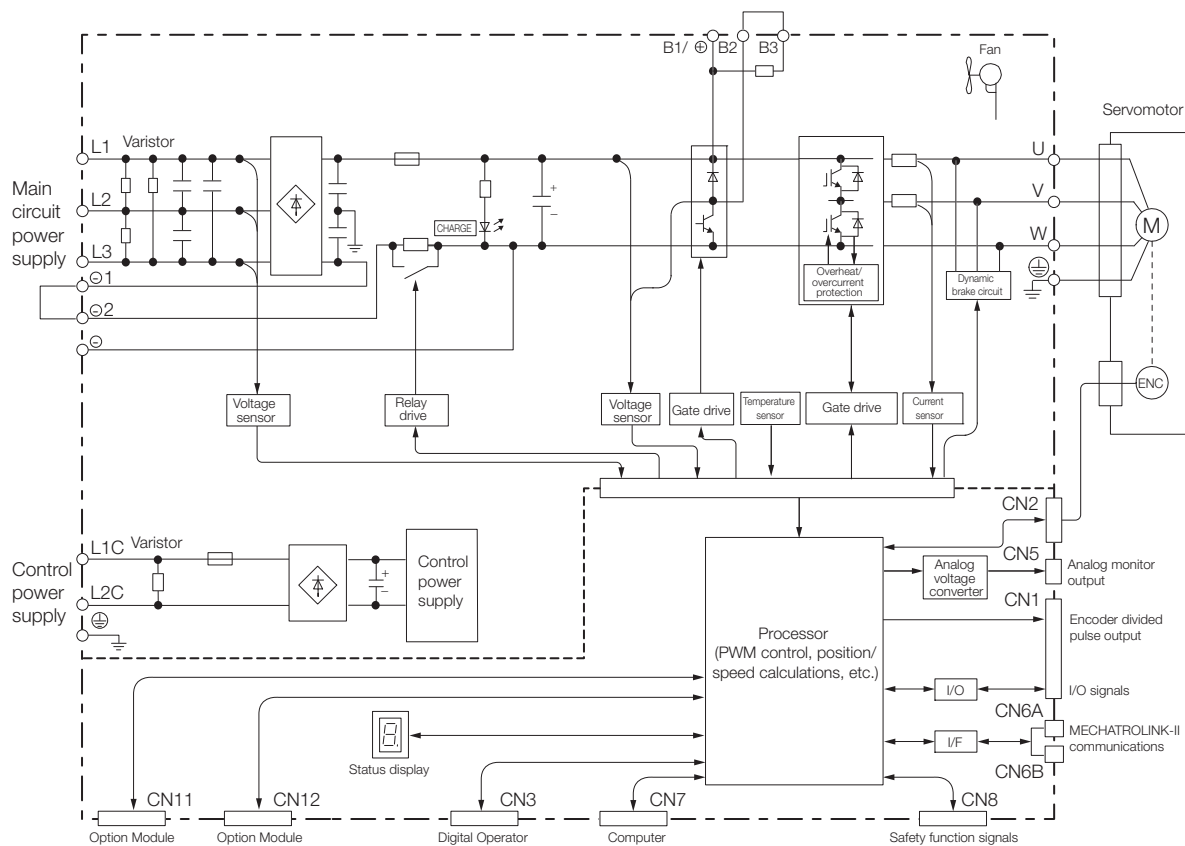 B1/ ⊕ B2 B3
Fan
Servomotor
Main
circuit
power
supply
L1
L2
L3
⊖ 1
⊖ 2
⊖
Varistor
+
–
CHARGE
Overheat/
overcurrent
protection
U
V
W
Dynamic
brake circuit
M
ENC
Voltage
sensor
Relay
drive
Voltage
sensor
Gate drive
Temperature
sensor
Gate drive
Current
sensor
Control
power
supply
L1C
L2C
Varistor
+
–
Control
power
supply
Processor
(PWM control, position/
speed calculations, etc.)
CN2
CN5
Analog
voltage
converter
Analog monitor
output
CN1
Encoder divided
pulse output
I/O
I/O signals
CN6A
I/F
MECHATROLINK-II
communications
CN6B
8.
Status display
CN11
Option Module
CN12
Option Module
CN3
Digital Operator
CN7
Computer
CN8
Safety function signals